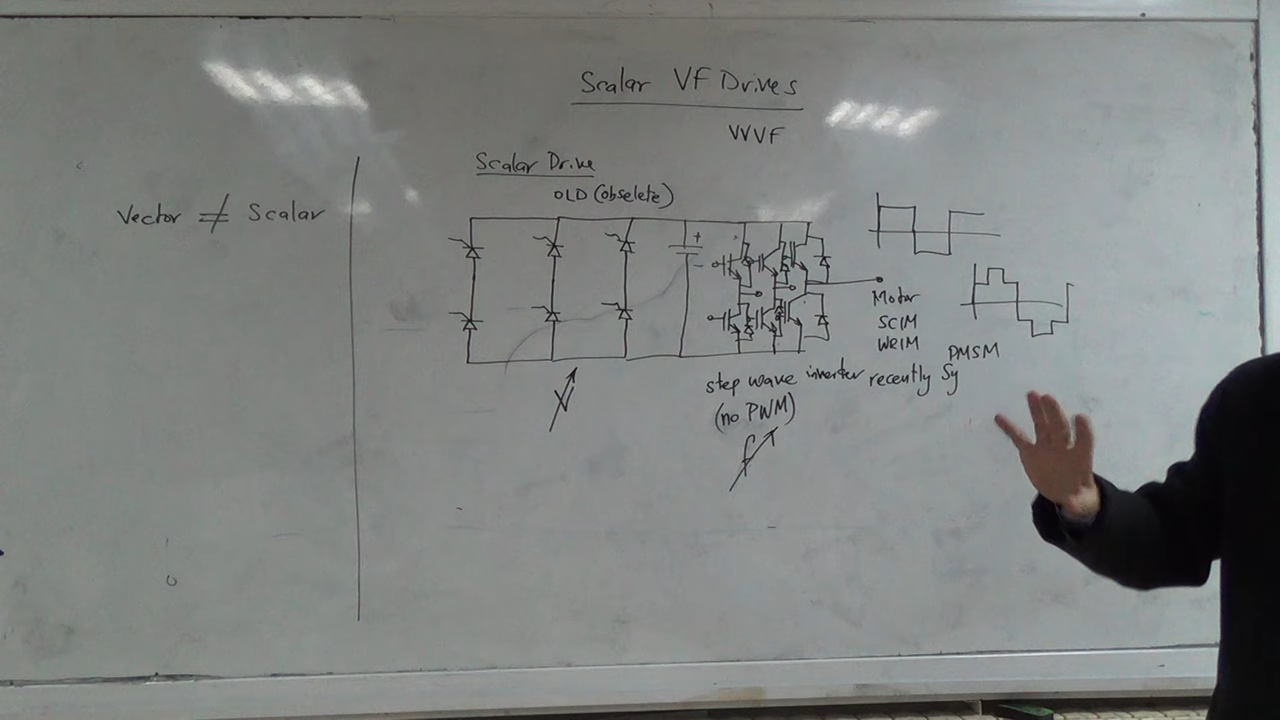 Scalar VF Drives
VVVF
Scalar Drive
OLD (obselete)
Vector ≠ Scalar
+
-
Motor
SCIM
WRIM
PMSM
step wave inverter recently Sy
(no PWM)
V
f